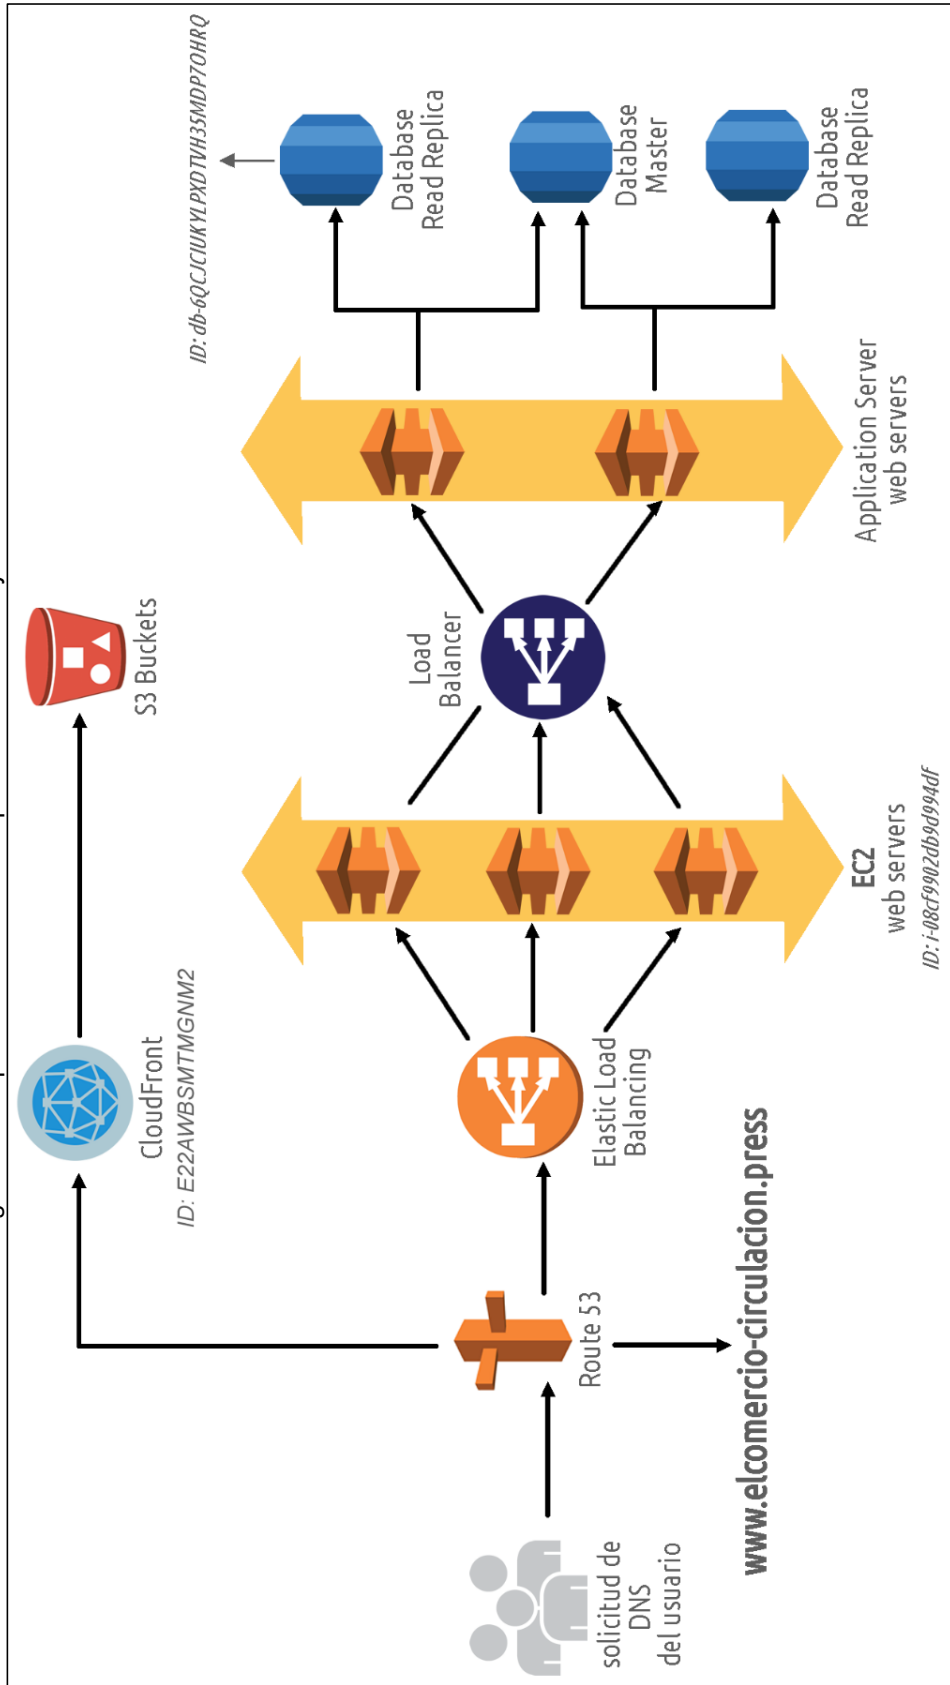 ID: db-6QCJCIUKYLPXDTVH35MDP7OHRQ
S3 Buckets
CloudFront
ID: E22AWBSMTMGNM2
Database
Read Replica
Database
Master
Database
Read Replica
Load
Balancer
Elastic Load
Balancing
Route 53
solicitud de
DNS
del usuario
www.elcomercio-circulacion.press
EC2
web servers
ID: i-08cf9902db9d994df
Application Server
web servers